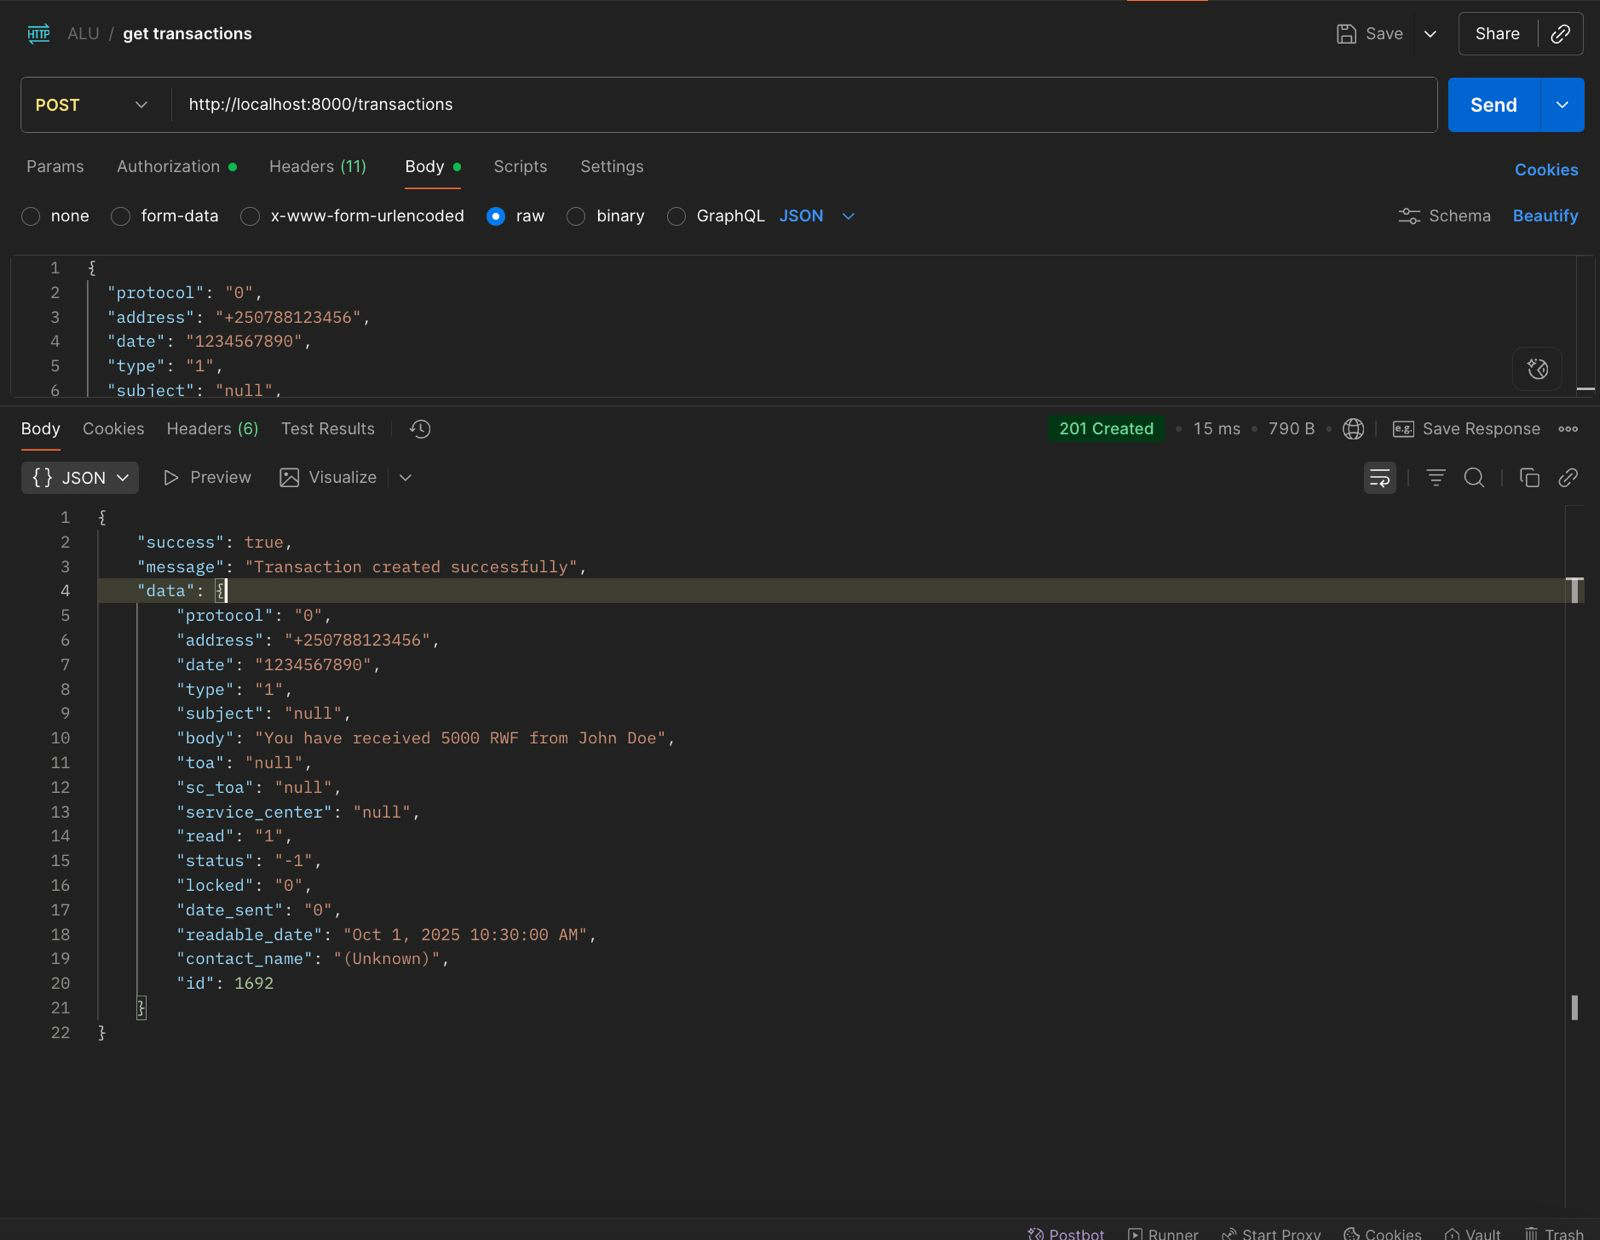 HTTP ALU / get transactions Save Share
POST http://localhost:8000/transactions Send
Params Authorization Headers (11) Body Scripts Settings Cookies
none form-data x-www-form-urlencoded raw binary GraphQL JSON Schema Beautify
1 {
2 "protocol": "0",
3 "address": "+250788123456",
4 "date": "1234567890",
5 "type": "1",
6 "subject": "null",
Body Cookies Headers (6) Test Results 201 Created • 15 ms • 790 B • e.g. Save Response
{} JSON Preview Visualize
1 {
2 "success": true,
3 "message": "Transaction created successfully",
4 "data": {
5 "protocol": "0",
6 "address": "+250788123456",
7 "date": "1234567890",
8 "type": "1",
9 "subject": "null",
10 "body": "You have received 5000 RWF from John Doe",
11 "toa": "null",
12 "sc_toa": "null",
13 "service_center": "null",
14 "read": "1",
15 "status": "-1",
16 "locked": "0",
17 "date_sent": "0",
18 "readable_date": "Oct 1, 2025 10:30:00 AM",
19 "contact_name": "(Unknown)",
20 "id": 1692
21 }
22 }
Postbot Runner Start Proxy Cookies Vault Trash